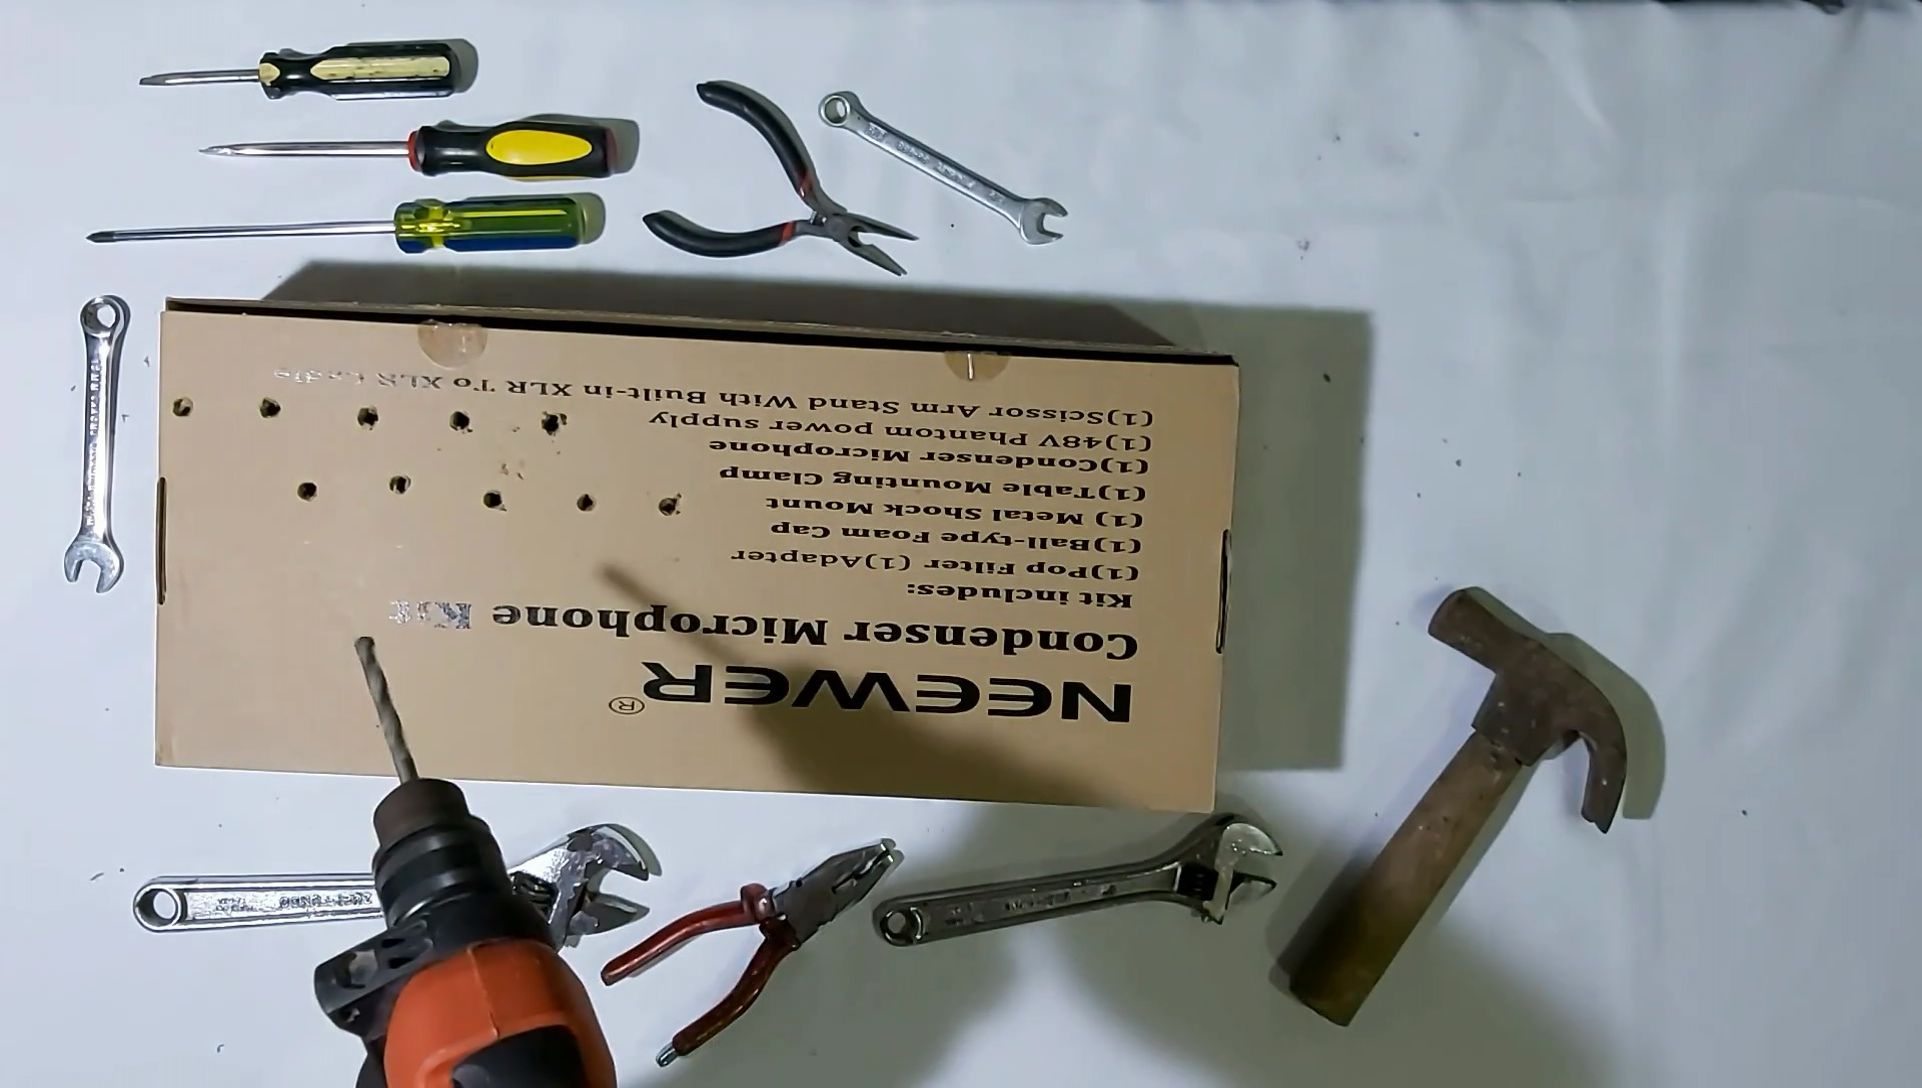 NEEWER®
Condenser Microphone Kit
Kit includes:
(1)Pop Filter (1)Adapter
(1)Ball-type Foam Cap
(1) Metal Shock Mount
(1)Table Mounting Clamp
(1)Condenser Microphone
(1)48V Phantom power supply
(1)Scissor Arm Stand With Built-in XLR To XLR Cable